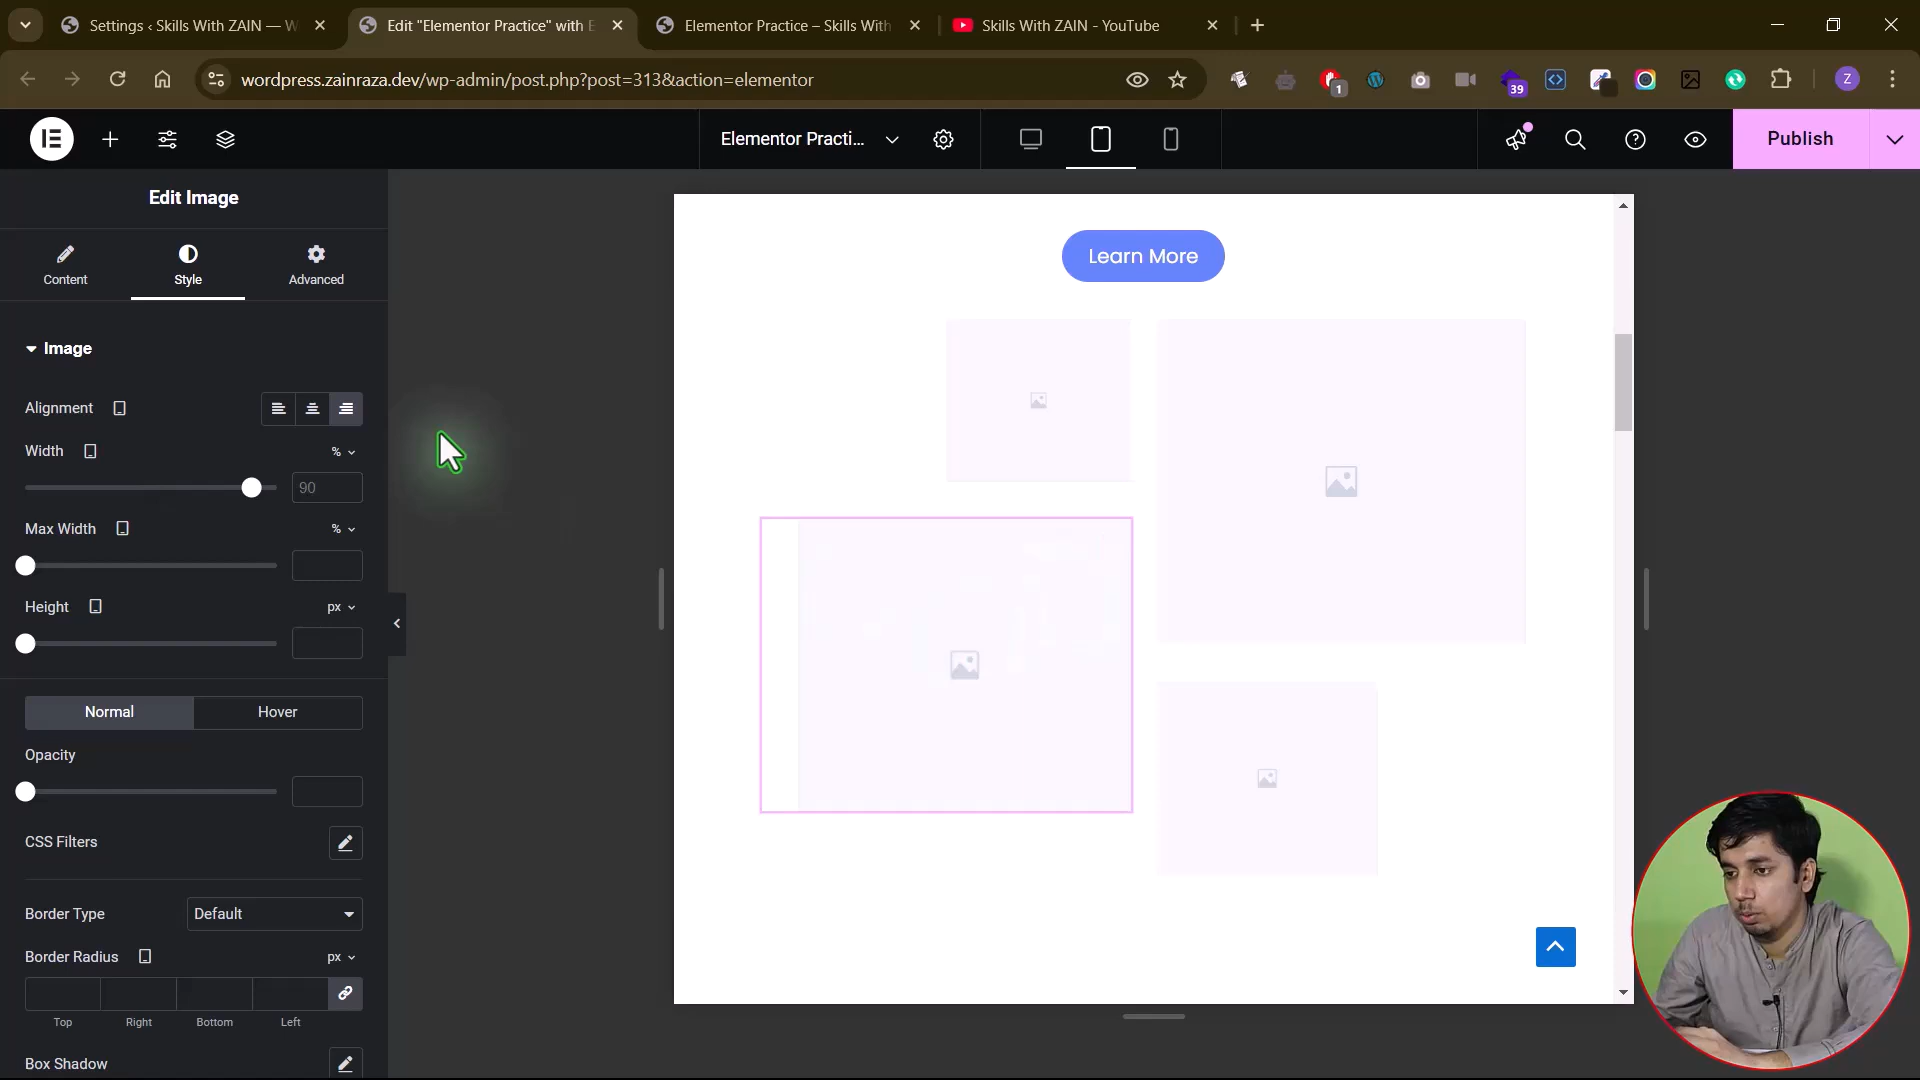 Settings ‹ Skills With ZAIN — W
Edit "Elementor Practice" with E
Elementor Practice – Skills With
Skills With ZAIN - YouTube
wordpress.zainraza.dev/wp-admin/post.php?post=313&action=elementor
1
39
Z
Elementor Practi...
Publish
Edit Image
Content
Style
Advanced
Image
Alignment
Width
%
90
Max Width
%
Height
px
Normal
Hover
Opacity
CSS Filters
Border Type
Default
Border Radius
px
Top
Right
Bottom
Left
Box Shadow
Learn More